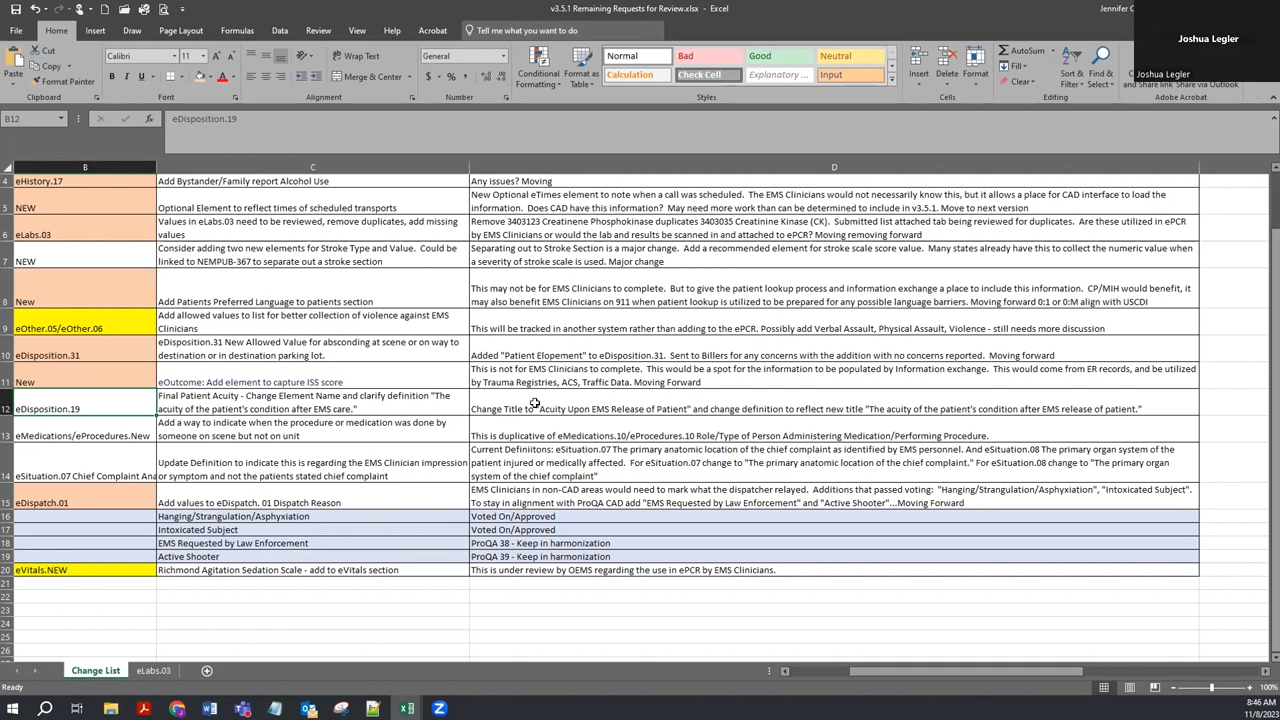 v3.5.1 Remaining Requests for Review.xlsx - Excel
Jennifer C
File Home Insert Draw Page Layout Formulas Data Review View Help Acrobat Tell me what you want to do
Joshua Legler
Joshua Legler
Paste
Cut
Copy
Format Painter
Clipboard
Calibri 11
B I U
Font
Wrap Text
Merge & Center
Alignment
General
$ % ,
Number
Conditional Formatting
Format as Table
Normal Bad Good Neutral
Calculation Check Cell Explanatory ... Input
Styles
Insert Delete Format
Cells
AutoSum
Fill
Clear
Sort & Filter
Find & Select
Editing
and Share link Share via Outlook
Adobe Acrobat
B12 fx eDisposition.19
B C D
4 eHistory.17 Add Bystander/Family report Alcohol Use Any issues? Moving
5 NEW Optional Element to reflect times of scheduled transports New Optional eTimes element to note when a call was scheduled. The EMS Clinicians would not necessarily know this, but it allows a place for CAD interface to load the
information. Does CAD have this information? May need more work than can be determined to include in v3.5.1. Move to next version
6 eLabs.03 Values in eLabs.03 need to be reviewed, remove duplicates, add missing
values Remove 3403123 Creatinene Phosphokinase duplicates 3403035 Creatinine Kinase (CK). Submitted list attached tab being reviewed for duplicates. Are these utilized in ePCR
by EMS Clinicians or would the lab and results be scanned in and attached to ePCR? Moving removing forward
7 NEW Consider adding two new elements for Stroke Type and Value. Could be
linked to NEMPUB-367 to separate out a stroke section Separating out to Stroke Section is a major change. Add a recommended element for stroke scale score value. Many states already have this to collect the numeric value when
a severity of stroke scale is used. Major change
8 New Add Patients Preferred Language to patients section This may not be for EMS Clinicians to complete. But to give the patient lookup process and information exchange a place to include this information. CP/MIH would benefit, it
may also benefit EMS Clinicians on 911 when patient lookup is utilized to be prepared for any possible language barriers. Moving forward 0:1 or 0:M align with USCDI
9 eOther.05/eOther.06 Add allowed values to list for better collection of violence against EMS
Clinicians This will be tracked in another system rather than adding to the ePCR. Possibly add Verbal Assault, Physical Assault, Violence - still needs more discussion
10 eDisposition.31 eDisposition.31 New Allowed Value for absconding at scene or on way to
destination or in destination parking lot. Added "Patient Elopement" to eDisposition.31. Sent to Billers for any concerns with the addition with no concerns reported. Moving forward
11 New eOutcome: Add element to capture ISS score This is not for EMS Clinicians to complete. This would be a spot for the information to be populated by Information exchange. This would come from ER records, and be utilized
by Trauma Registries, ACS, Traffic Data. Moving Forward
12 eDisposition.19 Final Patient Acuity - Change Element Name and clarify definition "The
acuity of the patient's condition after EMS care." Change Title to "Acuity Upon EMS Release of Patient" and change definition to reflect new title "The acuity of the patient's condition after EMS release of patient."
13 eMedications/eProcedures.New Add a way to indicate when the procedure or medication was done by
someone on scene but not on unit This is duplicative of eMedications.10/eProcedures.10 Role/Type of Person Administering Medication/Performing Procedure.
14 eSituation.07 Chief Complaint Ana Update Definition to indicate this is regarding the EMS Clinician impression
or symptom and not the patients stated chief complaint Current Definiitons: eSituation.07 The primary anatomic location of the chief complaint as identified by EMS personnel. And eSituation.08 The primary organ system of the
patient injured or medically affected. For eSituation.07 change to "The primary anatomic location of the chief complaint." For eSituation.08 change to "The primary organ
system of the chief complaint"
15 eDispatch.01 Add values to eDispatch. 01 Dispatch Reason EMS Clinicians in non-CAD areas would need to mark what the dispatcher relayed. Additions that passed voting: "Hanging/Strangulation/Asphyxiation", "Intoxicated Subject".
To stay in alignment with ProQA CAD add "EMS Requested by Law Enforcement" and "Active Shooter"...Moving Forward
16 Hanging/Strangulation/Asphyxiation Voted On/Approved
17 Intoxicated Subject Voted On/Approved
18 EMS Requested by Law Enforcement ProQA 38 - Keep in harmonization
19 Active Shooter ProQA 39 - Keep in harmonization
20 eVitals.NEW Richmond Agitation Sedation Scale - add to eVitals section This is under review by OEMS regarding the use in ePCR by EMS Clinicians.
21
22
23
24
25
26
Change List eLabs.03
Ready 100%
8:46 AM
11/8/2023